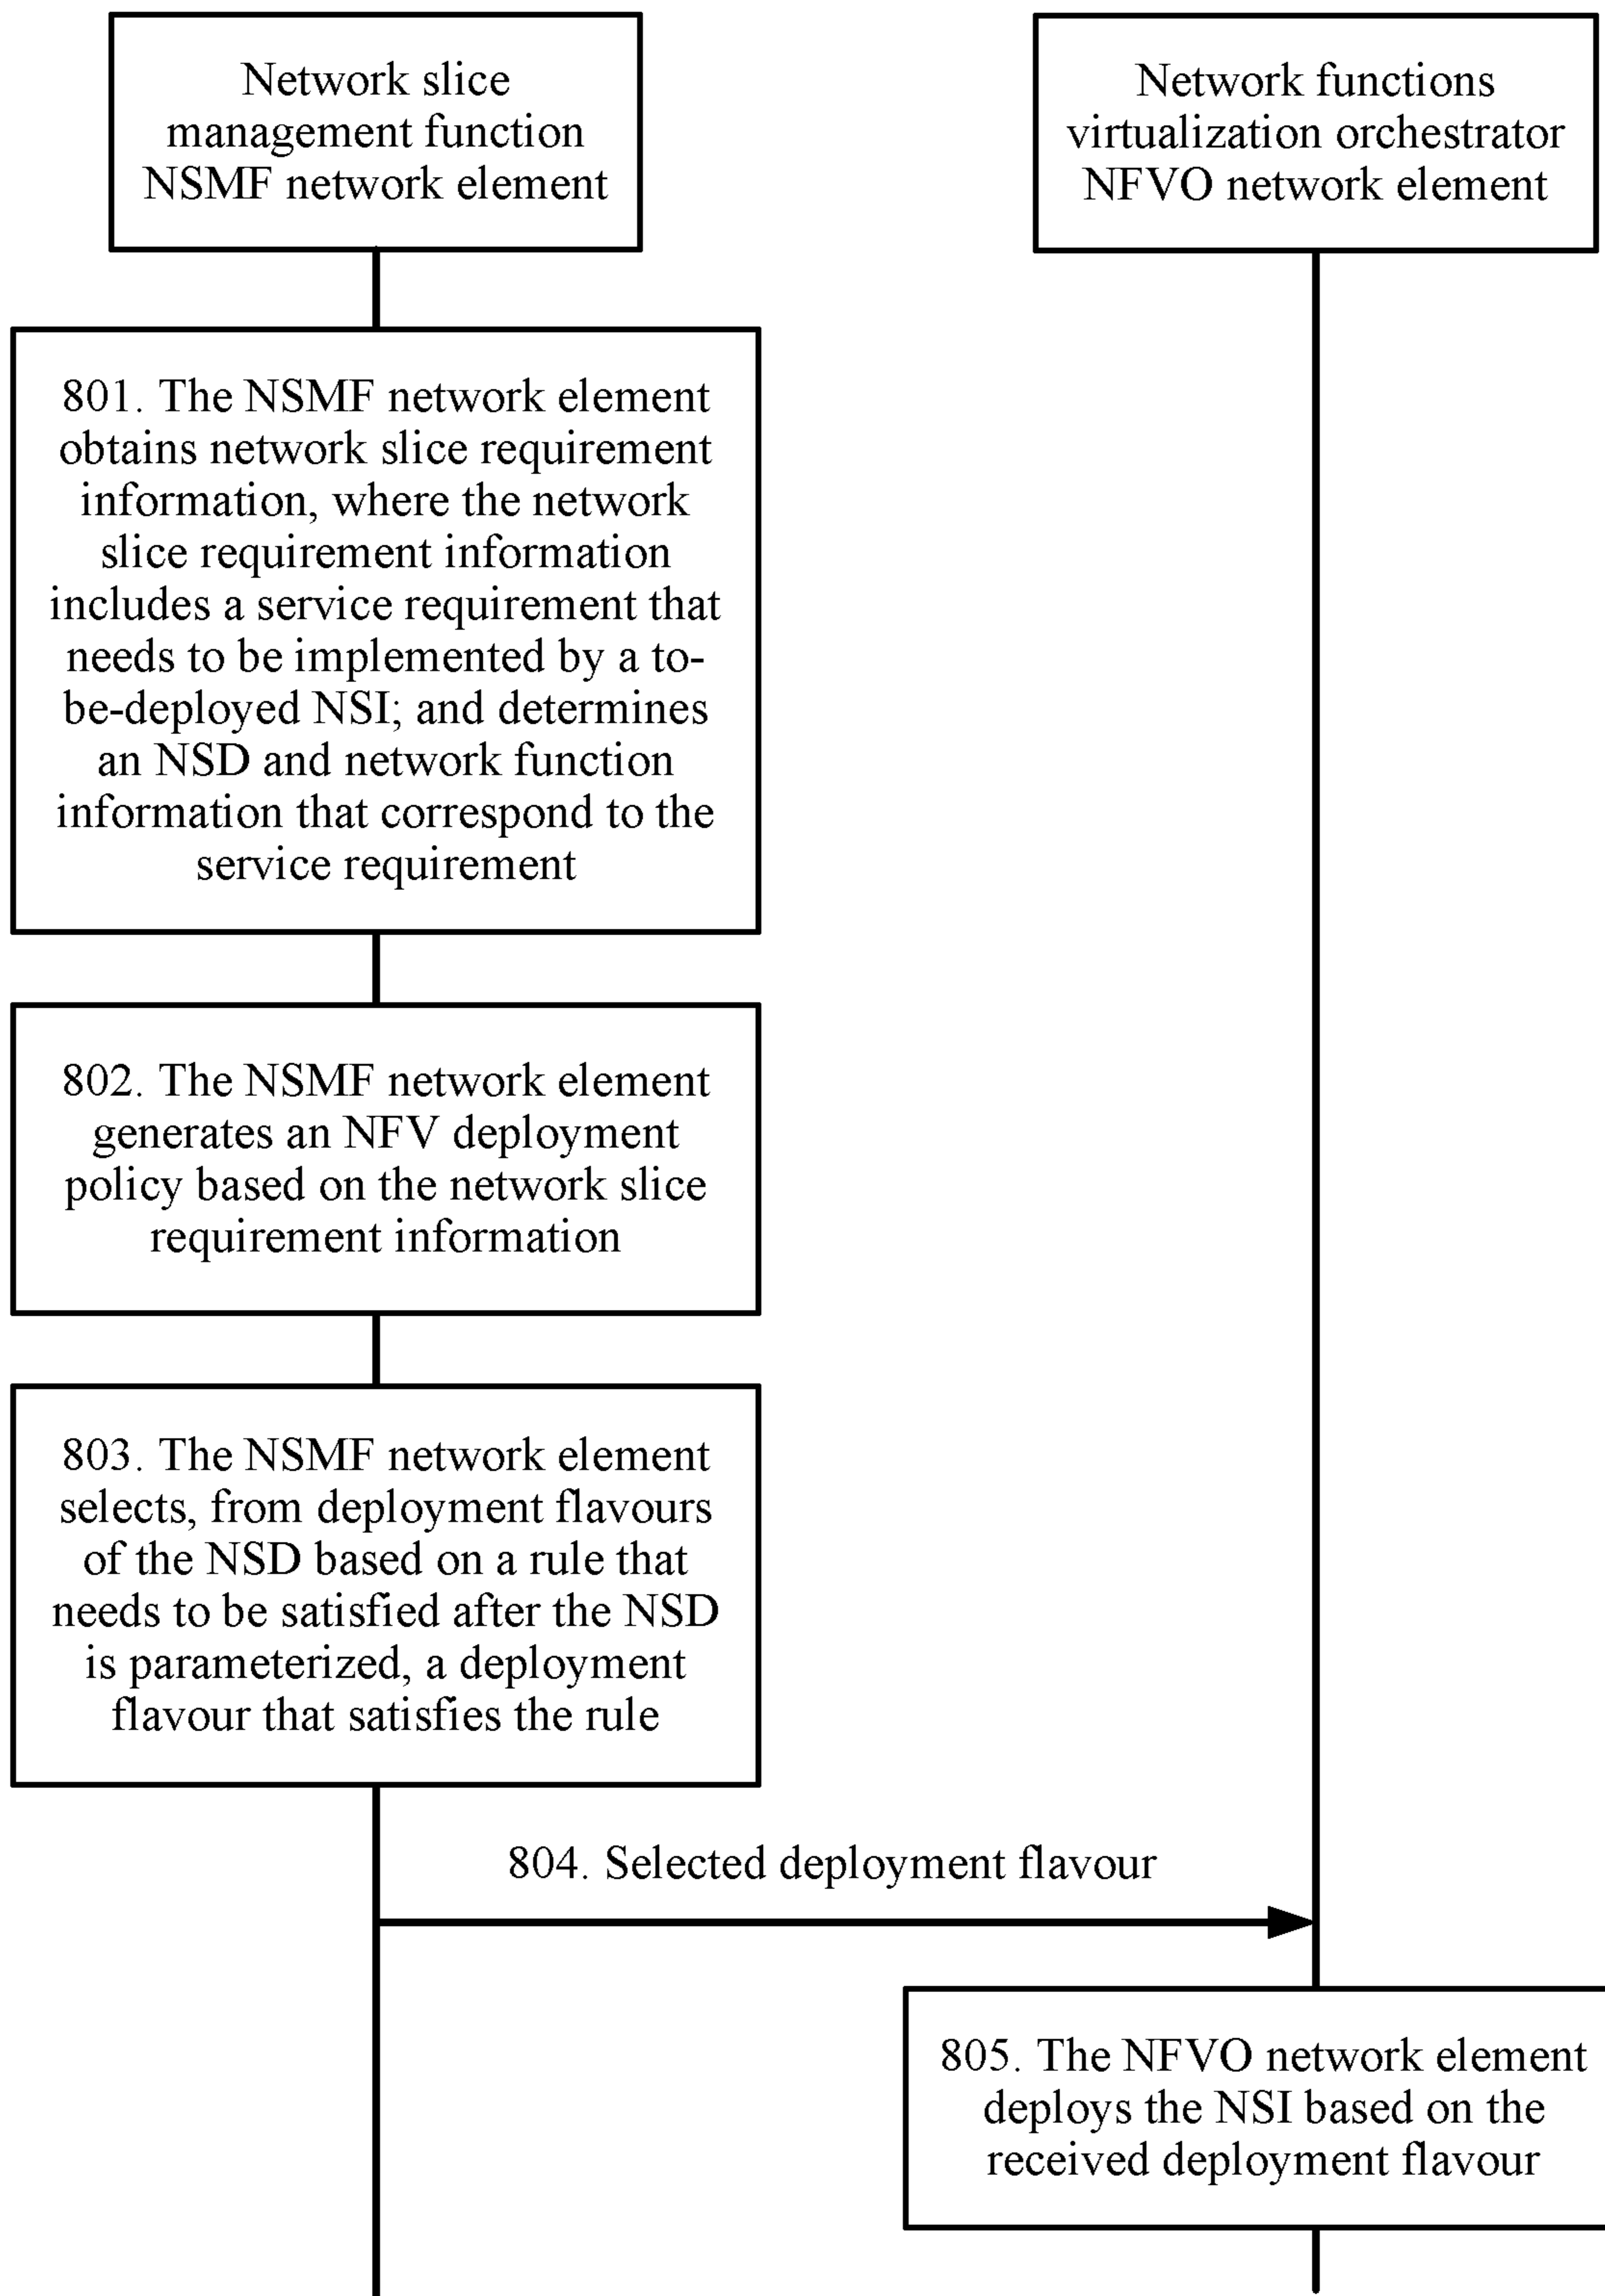 Network slice
management function
NSMF network element
Network functions
virtualization orchestrator
NFVO network element
801. The NSMF network element
obtains network slice requirement
information, where the network
slice requirement information
includes a service requirement that
needs to be implemented by a to-
be-deployed NSI; and determines
an NSD and network function
information that correspond to the
service requirement
802. The NSMF network element
generates an NFV deployment
policy based on the network slice
requirement information
803. The NSMF network element
selects, from deployment flavours
of the NSD based on a rule that
needs to be satisfied after the NSD
is parameterized, a deployment
flavour that satisfies the rule
804. Selected deployment flavour
805. The NFVO network element
deploys the NSI based on the
received deployment flavour